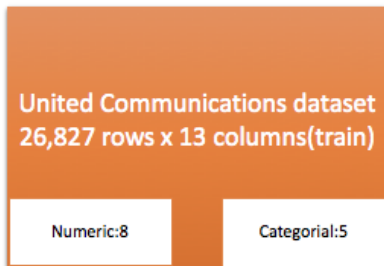 United Communications dataset
26,827 rows x 13 columns(train)
Numeric:8
Categorial:5